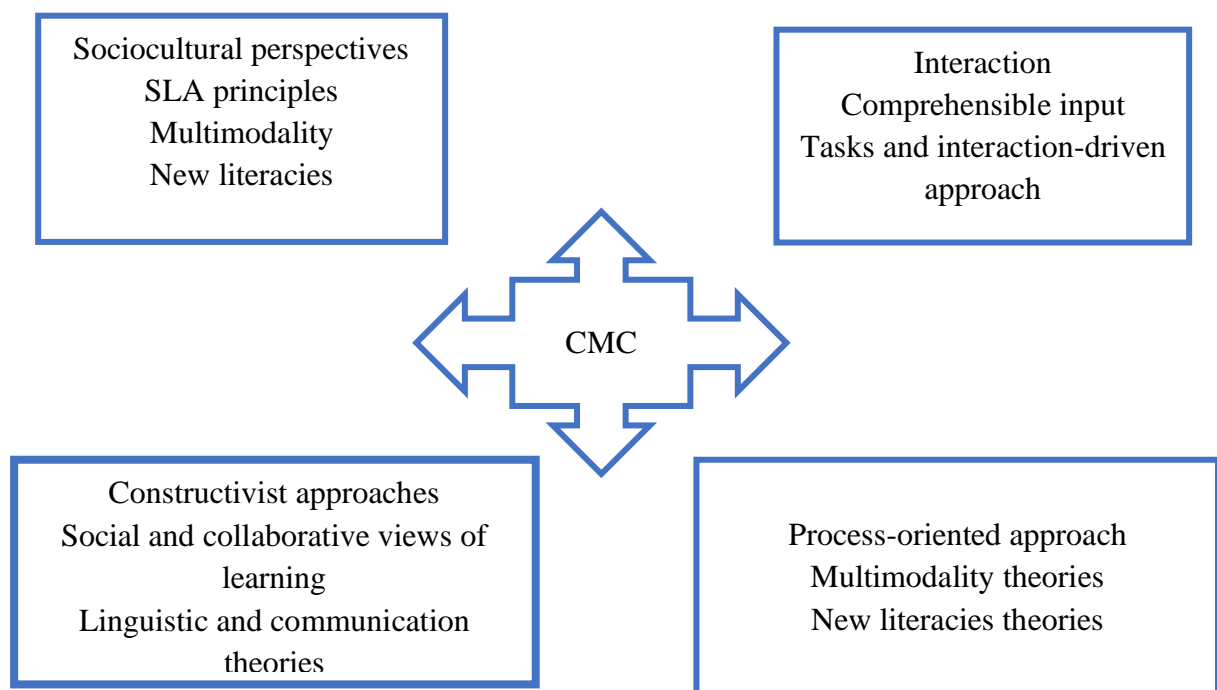 Sociocultural perspectives
SLA principles
Multimodality
New literacies
Interaction
Comprehensible input
Tasks and interaction-driven
approach
CMC
Constructivist approaches
Social and collaborative views of
learning
Linguistic and communication
theories
Process-oriented approach
Multimodality theories
New literacies theories